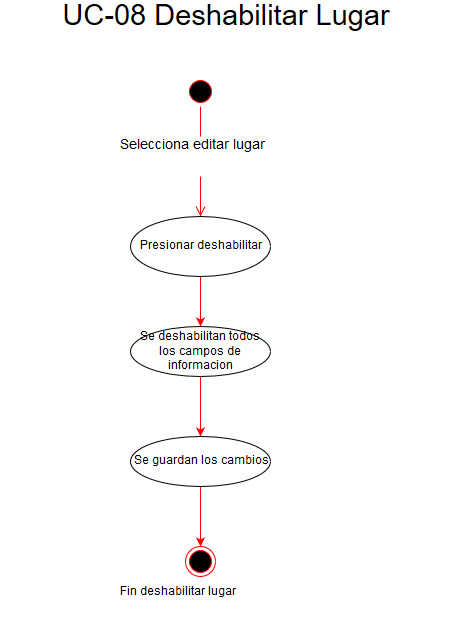 UC-08 Deshabilitar Lugar
Selecciona editar lugar
Presionar deshabilitar
Se deshabilitan todos
los campos de
informacion
Se guardan los cambios
Fin deshabilitar lugar